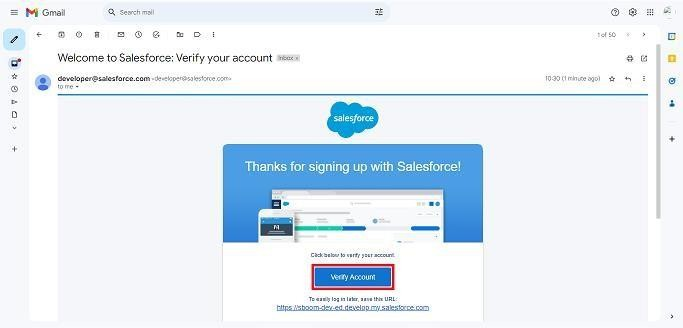 Gmail
Search mail
1 of 50
Welcome to Salesforce: Verify your account Inbox x
developer@salesforce.com <developer@salesforce.com>
10:30 (1 minute ago)
to me
salesforce
Thanks for signing up with Salesforce!
Click below to verify your account.
Verify Account
To easily log in later, save this URL:
https://sboom-dev-ed.develop.my.salesforce.com